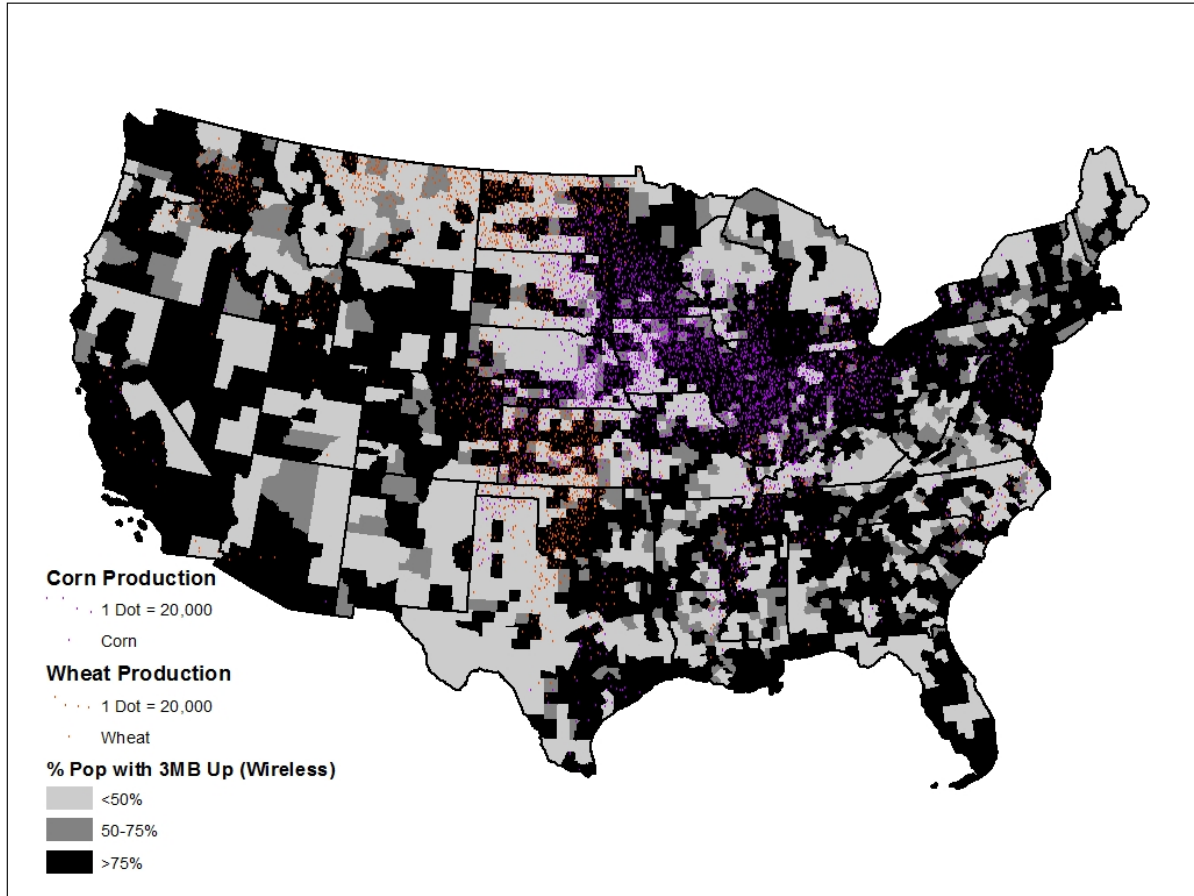 Corn Production
1 Dot = 20,000
Corn
Wheat Production
1 Dot = 20,000
Wheat
% Pop with 3MB Up (Wireless)
<50%
50-75%
>75%